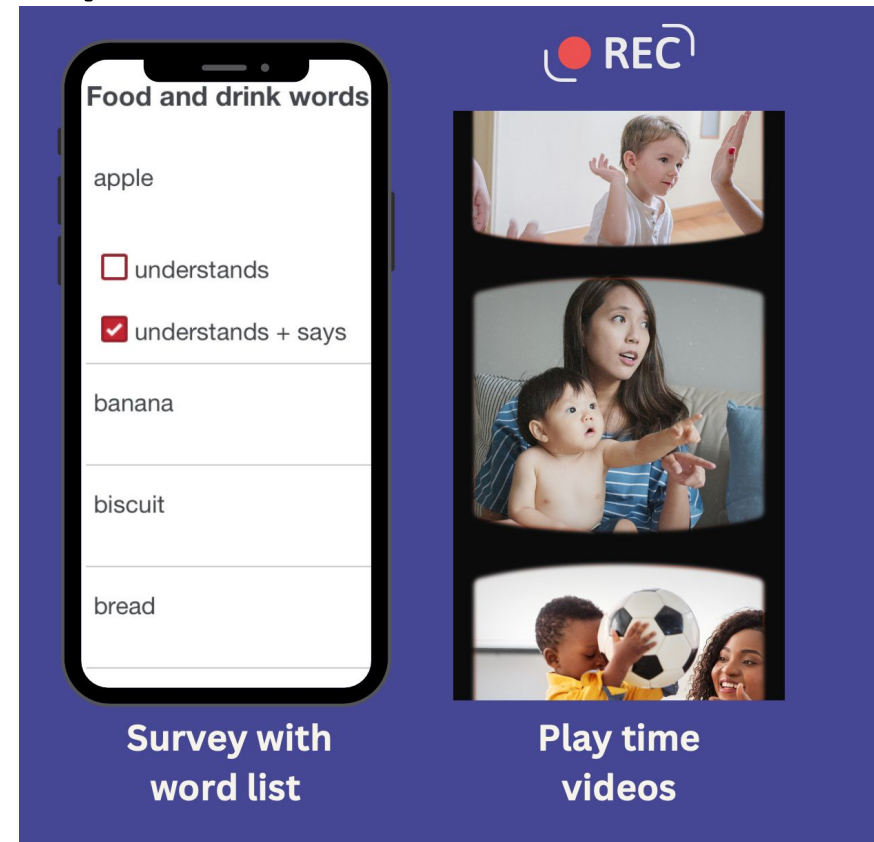 Food and drink words
apple
understands
understands + says
banana
biscuit
bread
Survey with
word list
REC
Play time
videos